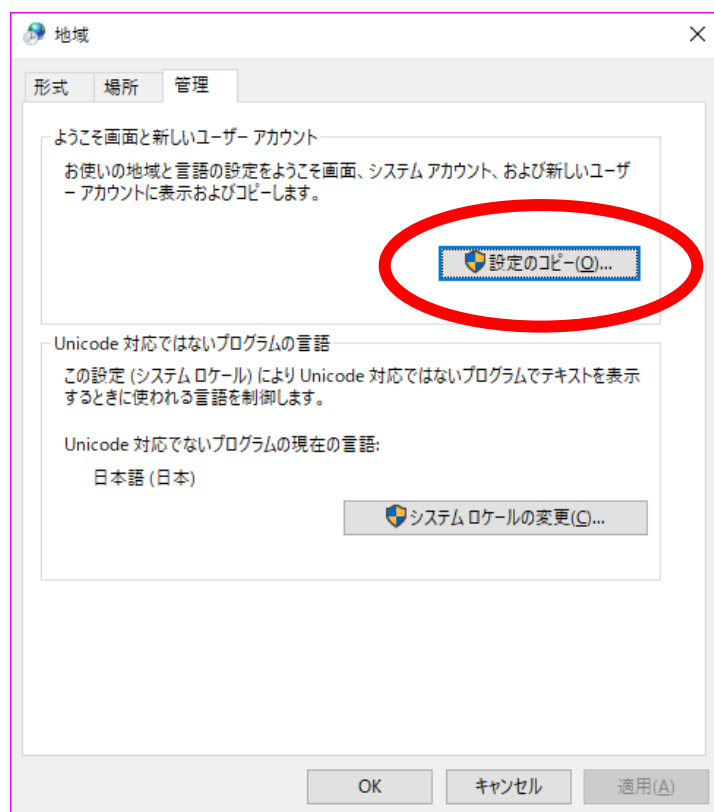 地域
形式 場所 管理
ようこそ画面と新しいユーザー アカウント
お使いの地域と言語の設定をようこそ画面、システム アカウント、および新しいユーザ
ー アカウントに表示およびコピーします。
設定のコピー(O)...
Unicode 対応ではないプログラムの言語
この設定 (システム ロケール) により Unicode 対応ではないプログラムでテキストを表示
するときに使われる言語を制御します。
Unicode 対応でないプログラムの現在の言語:
日本語 (日本)
システム ロケールの変更(C)...
OK キャンセル 適用(A)